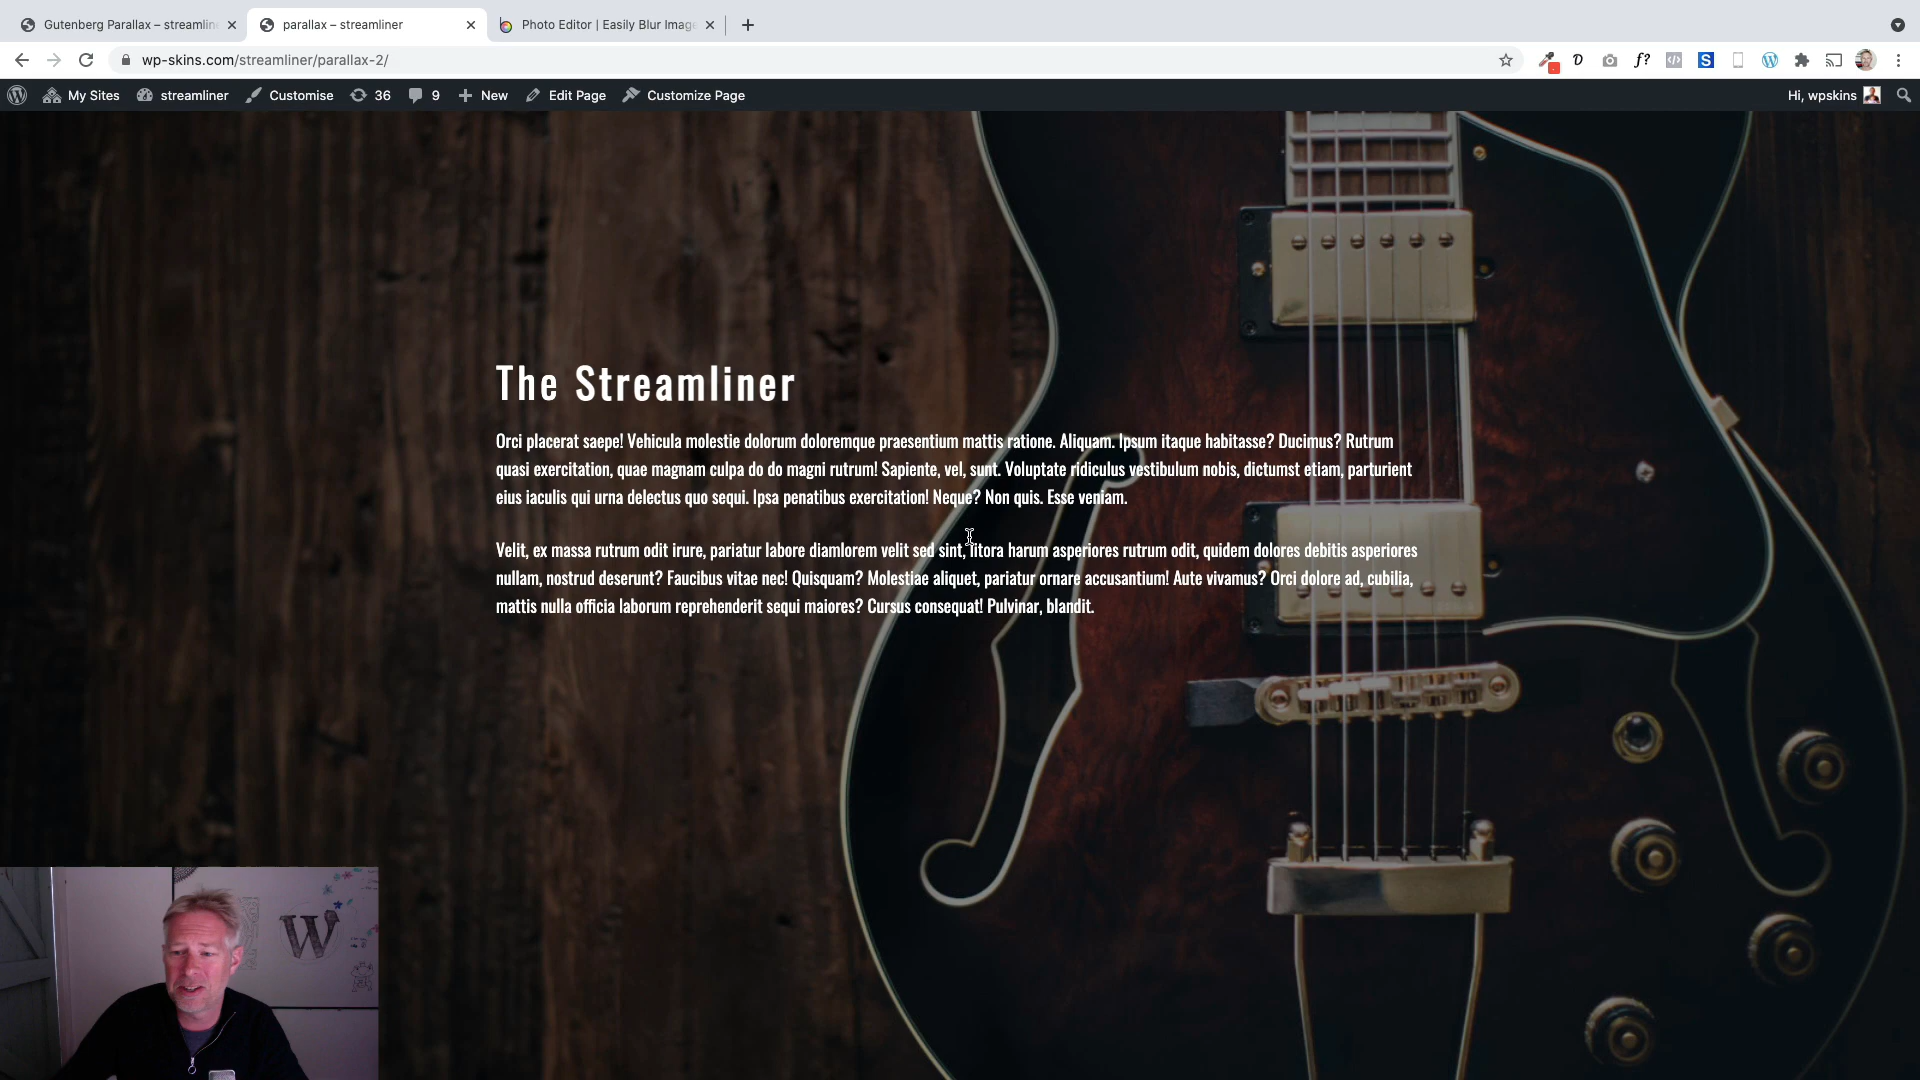 Gutenberg Parallax – streamlin
parallax – streamliner
Photo Editor | Easily Blur Image
wp-skins.com/streamliner/parallax-2/
My Sites
streamliner
Customise
36
9
New
Edit Page
Customize Page
Hi, wpskins
The Streamliner
Orci placerat saepe! Vehicula molestie dolorum doloremque praesentium mattis ratione. Aliquam. Ipsum itaque habitasse? Ducimus? Rutrum
quasi exercitation, quae magnam culpa do do magni rutrum! Sapiente, vel, sunt. Voluptate ridiculus vestibulum nobis, dictumst etiam, parturient
eius iaculis qui urna delectus quo sequi. Ipsa penatibus exercitation! Neque? Non quis. Esse veniam.
Velit, ex massa rutrum odit irure, pariatur labore diamlorem velit sed sint, litora harum asperiores rutrum odit, quidem dolores debitis asperiores
nullam, nostrud deserunt? Faucibus vitae nec! Quisquam? Molestiae aliquet, pariatur ornare accusantium! Aute vivamus? Orci dolore ad, cubilia,
mattis nulla officia laborum reprehenderit sequi maiores? Cursus consequat! Pulvinar, blandit.
W